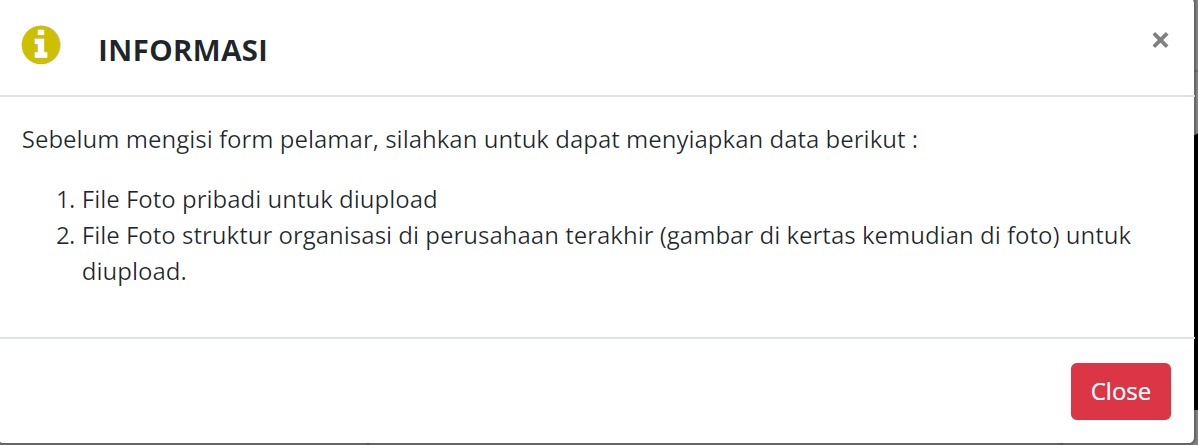 INFORMASI
×
Sebelum mengisi form pelamar, silahkan untuk dapat menyiapkan data berikut :
1. File Foto pribadi untuk diupload
2. File Foto struktur organisasi di perusahaan terakhir (gambar di kertas kemudian di foto) untuk
diupload.
Close